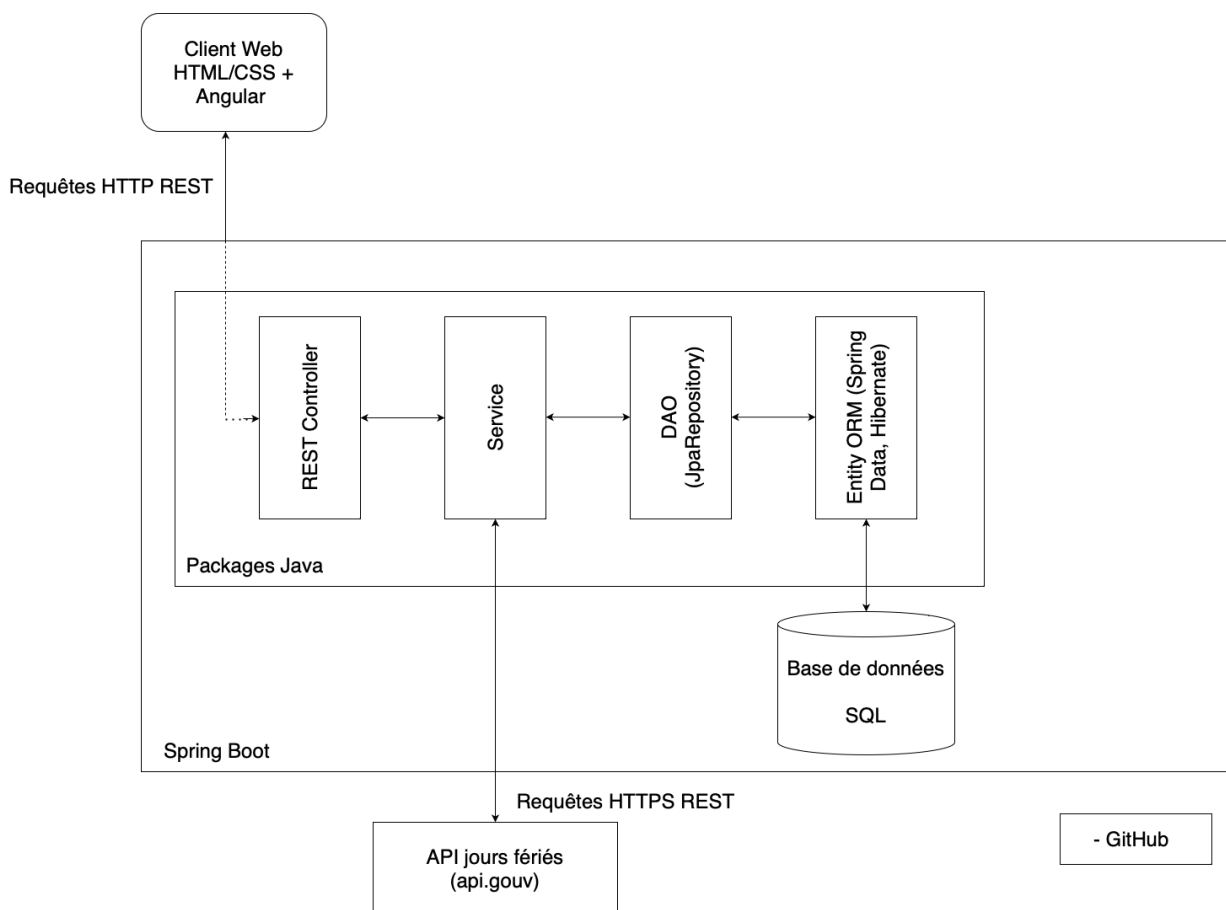 Client Web
HTML/CSS +
Angular
Requêtes HTTP REST
REST Controller
Service
DAO
(JpaRepository)
Entity ORM (Spring
Data, Hibernate)
Packages Java
Base de données
SQL
Spring Boot
Requêtes HTTPS REST
API jours fériés
(api.gouv)
- GitHub